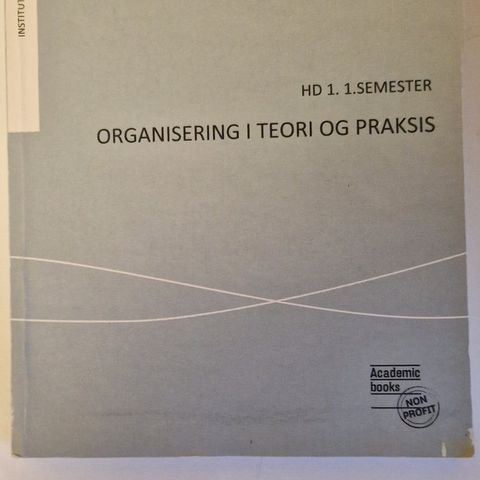 INSTITUT
HD 1. 1.SEMESTER
ORGANISERING I TEORI OG PRAKSIS
Academic
books
NON
PROFIT